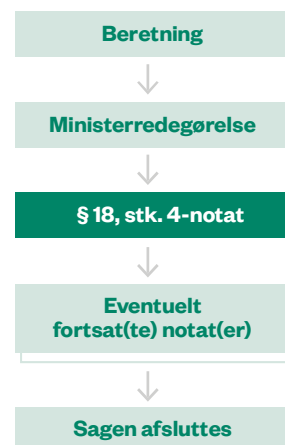 Beretning
Ministerredegørelse
§ 18, stk. 4-notat
Eventuelt
fortsat(te) notat(er)
Sagen afsluttes